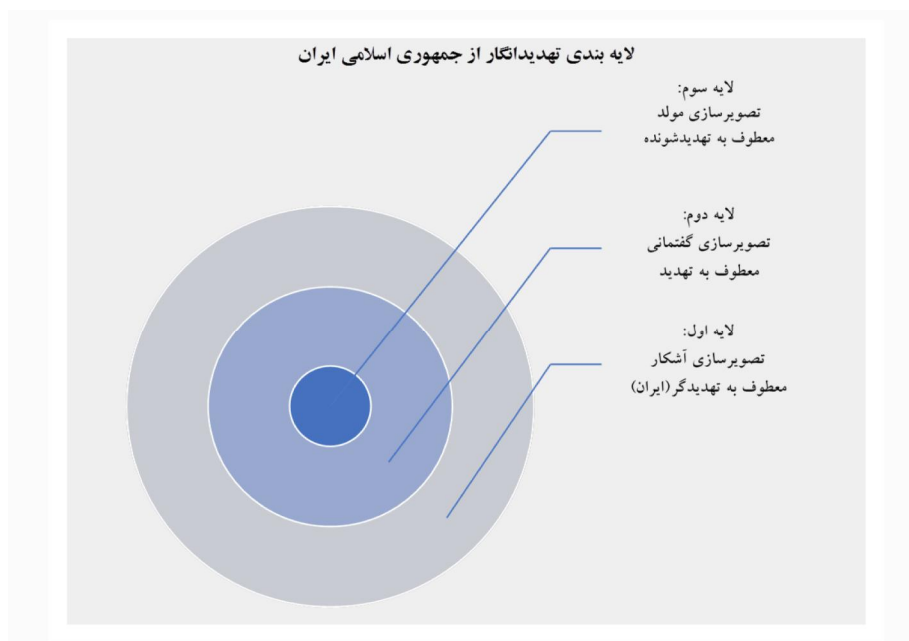 لایه بندی تهدیدانگار از جمهوری اسلامی ایران
لایه سوم:
تصویرسازی مولد
معطوف به تهدیدشونده
لایه دوم:
تصویرسازی گفتمانی
معطوف به تهدید
لایه اول:
تصویرسازی آشکار
معطوف به تهدیدگر(ایران)